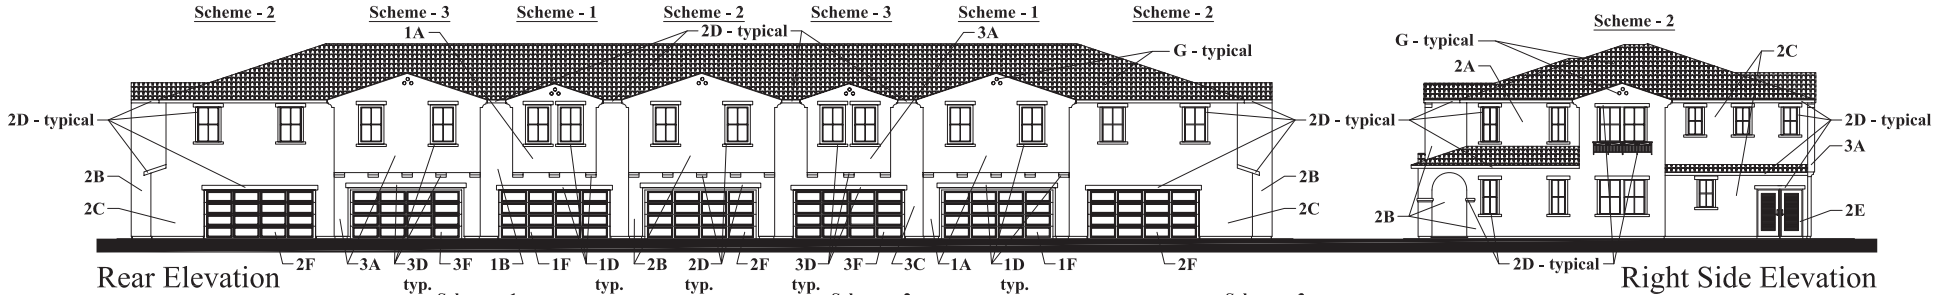 Scheme - 2 Scheme - 3 Scheme - 1 Scheme - 2 Scheme - 3 Scheme - 1 Scheme - 2 Scheme - 2
1A 2D - typical 3A
G - typical G - typical 2C
2A
2D - typical 2D - typical 2D - typical
3A
2B 2B
2C 2C 2B 2E
2F 3A 3D 3F 1B 1F 1D 2B 2D 2F 3D 3F 3C 1A 1D 1F 2F 2D - typical
typ. typ. typ. typ. typ.
Rear Elevation Right Side Elevation